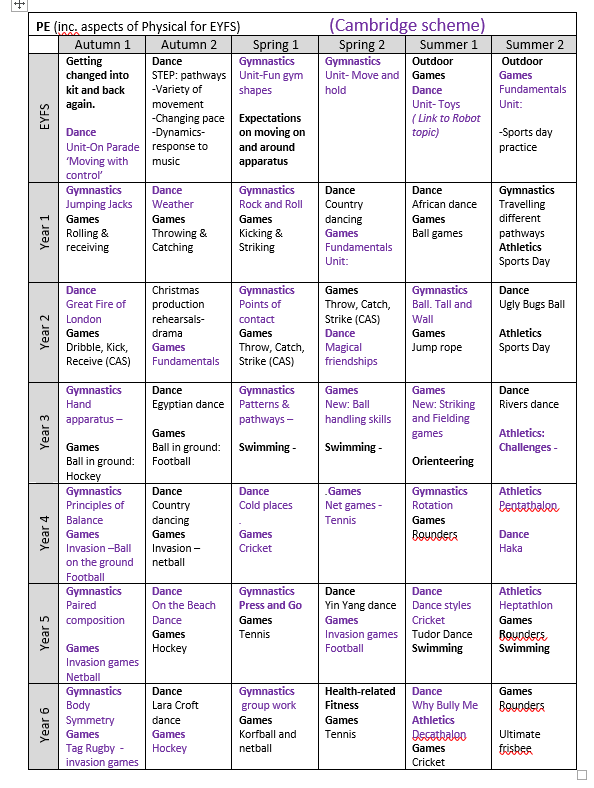 PE (inc. aspects of Physical for EYFS) (Cambridge scheme)
Autumn 1 Autumn 2 Spring 1 Spring 2 Summer 1 Summer 2
EYFS
Getting
changed into
kit and back
again.
Dance
Unit-On Parade
‘Moving with
control’
Dance
STEP: pathways
-Variety of
movement
-Changing pace
-Dynamics-
response to
music
Gymnastics
Unit-Fun gym
shapes
Expectations
on moving on
and around
apparatus
Gymnastics
Unit- Move and
hold
Outdoor
Games
Dance
Unit- Toys
( Link to Robot
topic)
Outdoor
Games
Fundamentals
Unit:
-Sports day
practice
Year 1
Gymnastics
Jumping Jacks
Games
Rolling &
receiving
Dance
Weather
Games
Throwing &
Catching
Gymnastics
Rock and Roll
Games
Kicking &
Striking
Dance
Country
dancing
Games
Fundamentals
Unit:
Dance
African dance
Games
Ball games
Gymnastics
Travelling
different
pathways
Athletics
Sports Day
Year 2
Dance
Great Fire of
London
Games
Dribble, Kick,
Receive (CAS)
Christmas
production
rehearsals-
drama
Games
Fundamentals
Gymnastics
Points of
contact
Games
Throw, Catch,
Strike (CAS)
Games
Throw, Catch,
Strike (CAS)
Dance
Magical
friendships
Gymnastics
Ball. Tall and
Wall
Games
Jump rope
Dance
Ugly Bugs Ball
Athletics
Sports Day
Year 3
Gymnastics
Hand
apparatus –
Games
Ball in ground:
Hockey
Dance
Egyptian dance
Games
Ball in ground:
Football
Gymnastics
Patterns &
pathways –
Swimming -
Games
New: Ball
handling skills
Swimming -
Games
New: Striking
and Fielding
games
Orienteering
Dance
Rivers dance
Athletics:
Challenges -
Year 4
Gymnastics
Principles of
Balance
Games
Invasion –Ball
on the ground
Football
Dance
Country
dancing
Games
Invasion –
netball
Dance
Cold places
.
Games
Cricket
.Games
Net games -
Tennis
Gymnastics
Rotation
Games
Rounders
Athletics
Pentathalon
Dance
Haka
Year 5
Gymnastics
Paired
composition
Games
Invasion games
Netball
Dance
On the Beach
Dance
Games
Hockey
Gymnastics
Press and Go
Games
Tennis
Dance
Yin Yang dance
Games
Invasion games
Football
Dance
Dance styles
Cricket
Tudor Dance
Swimming
Athletics
Heptathlon
Games
Rounders
Swimming
Year 6
Gymnastics
Body
Symmetry
Games
Tag Rugby -
invasion games
Dance
Lara Croft
dance
Games
Hockey
Gymnastics
group work
Games
Korfball and
netball
Health-related
Fitness
Games
Tennis
Dance
Why Bully Me
Athletics
Decathalon
Games
Cricket
Games
Rounders
Ultimate
frisbee